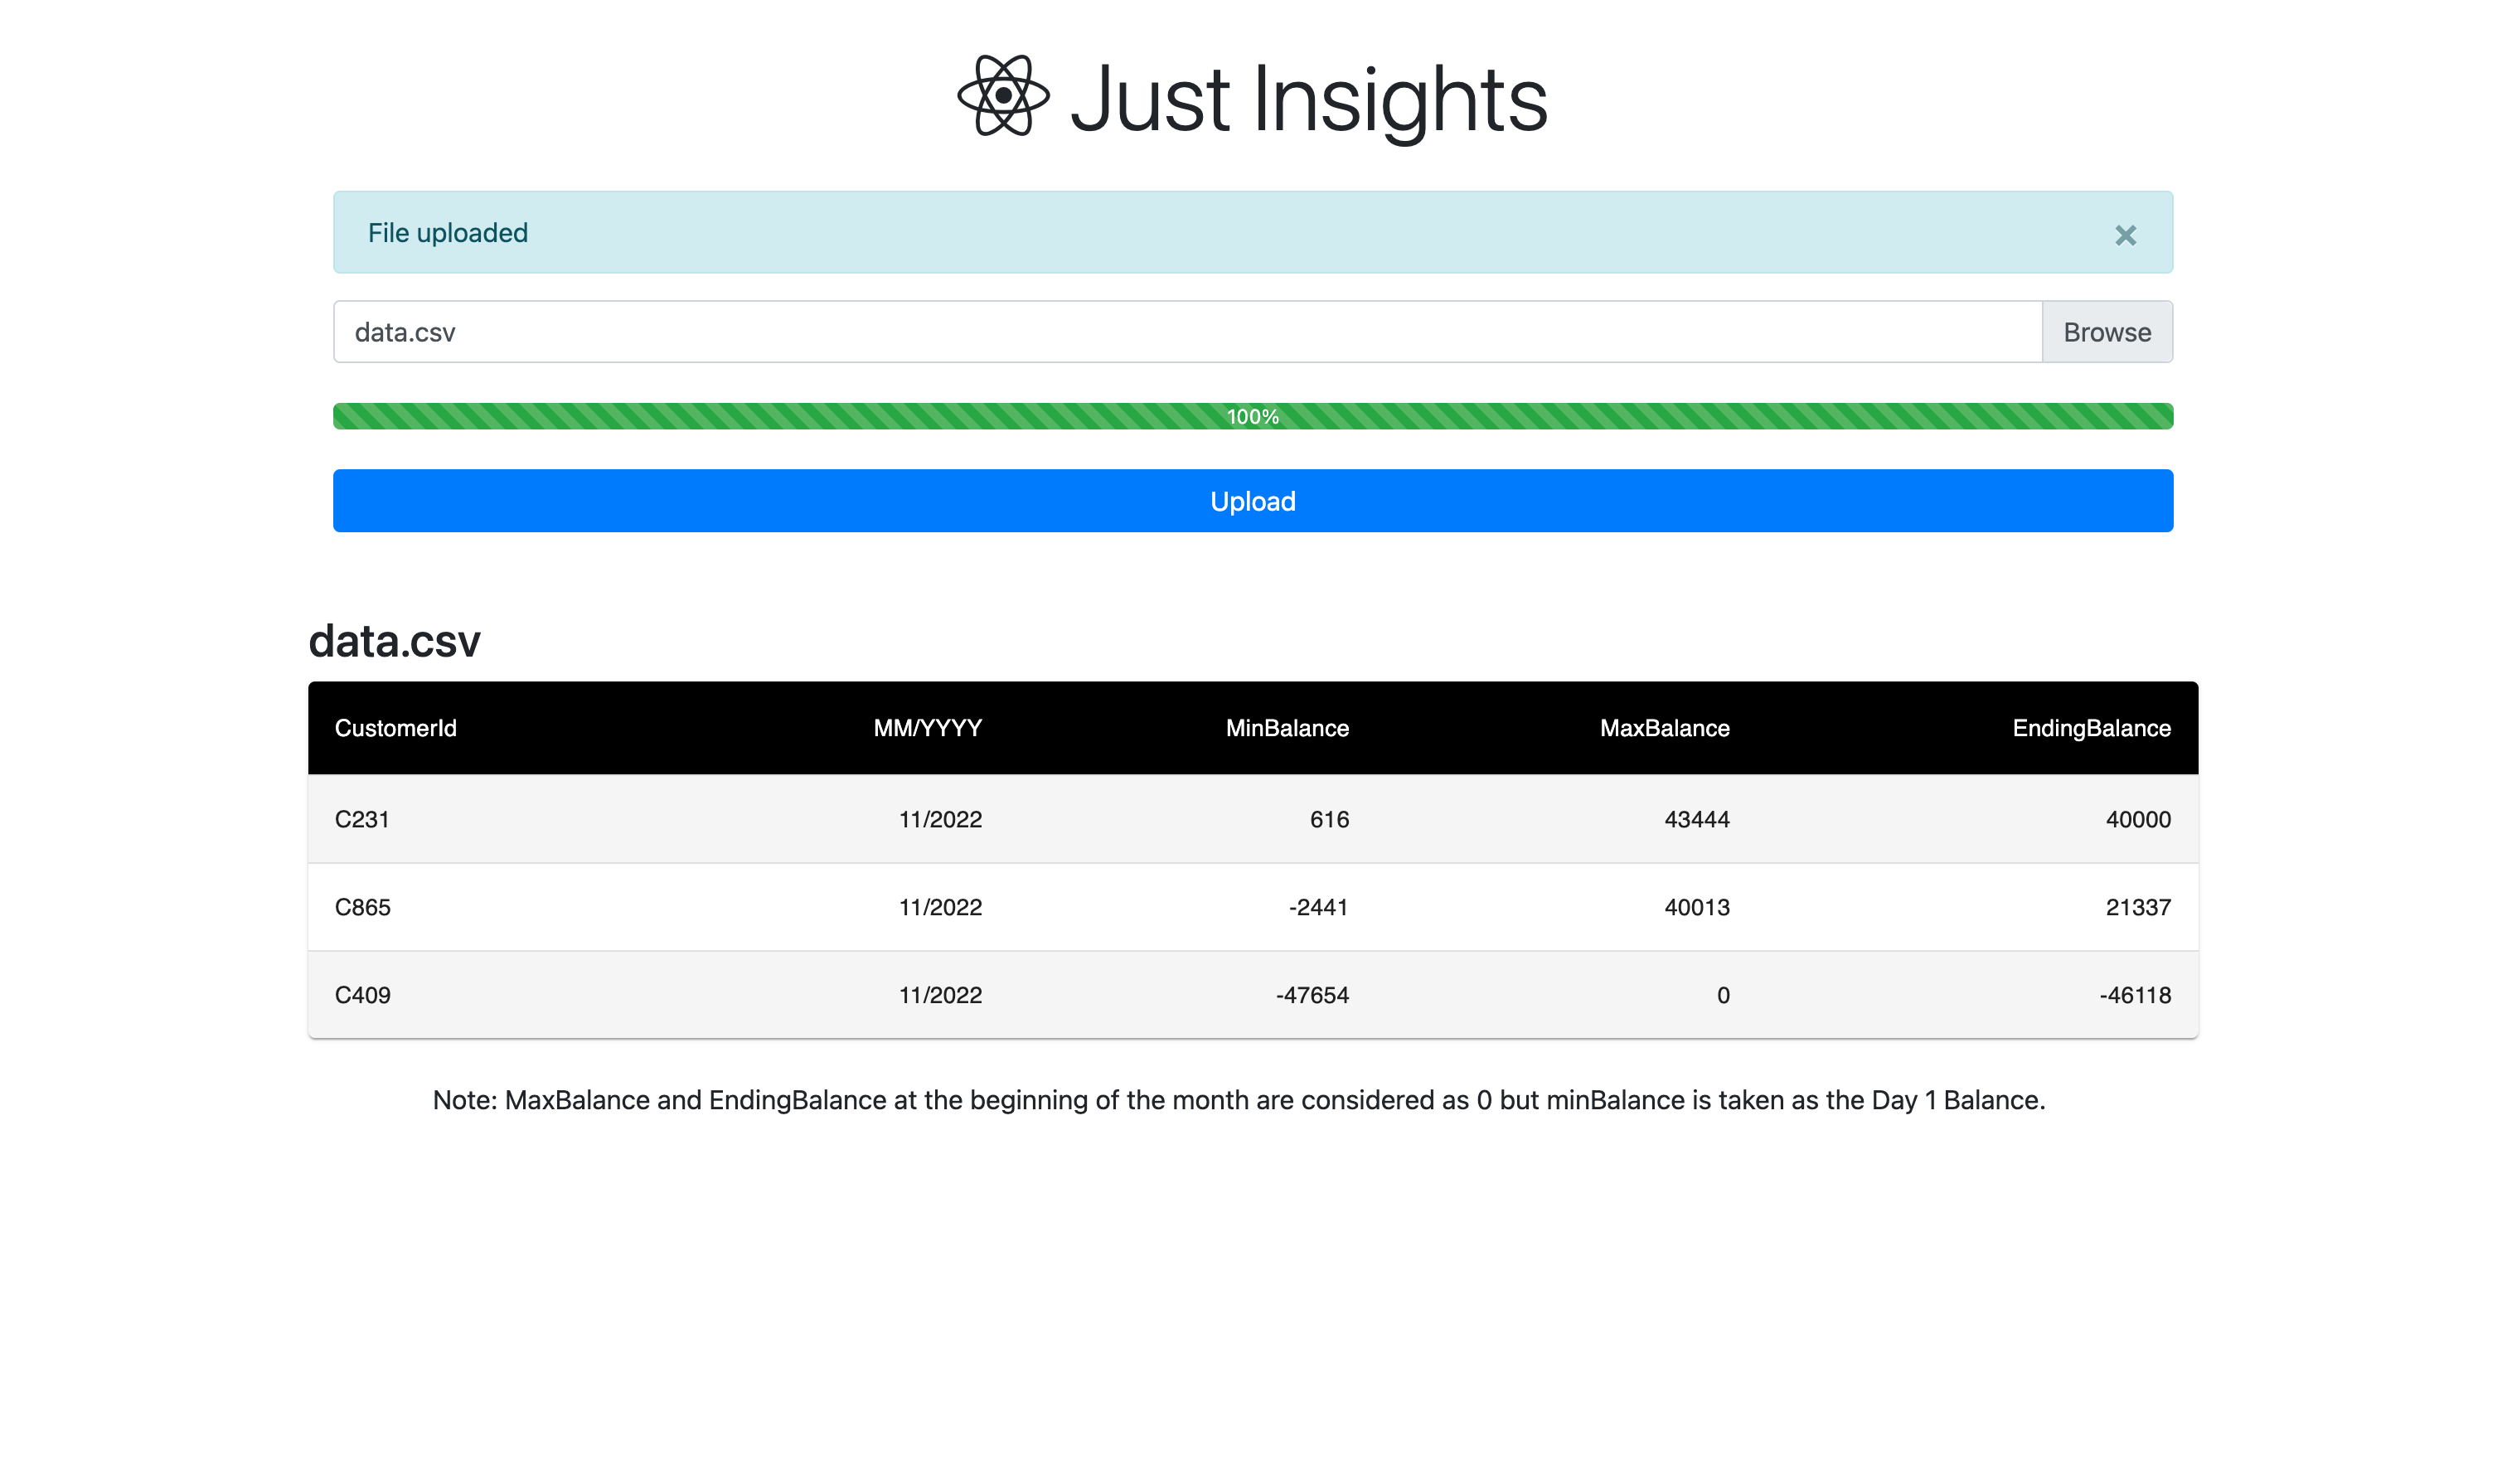 Just Insights
File uploaded ×
data.csv Browse
100%
Upload
data.csv
CustomerId MM/YYYY MinBalance MaxBalance EndingBalance
C231 11/2022 616 43444 40000
C865 11/2022 -2441 40013 21337
C409 11/2022 -47654 0 -46118
Note: MaxBalance and EndingBalance at the beginning of the month are considered as 0 but minBalance is taken as the Day 1 Balance.